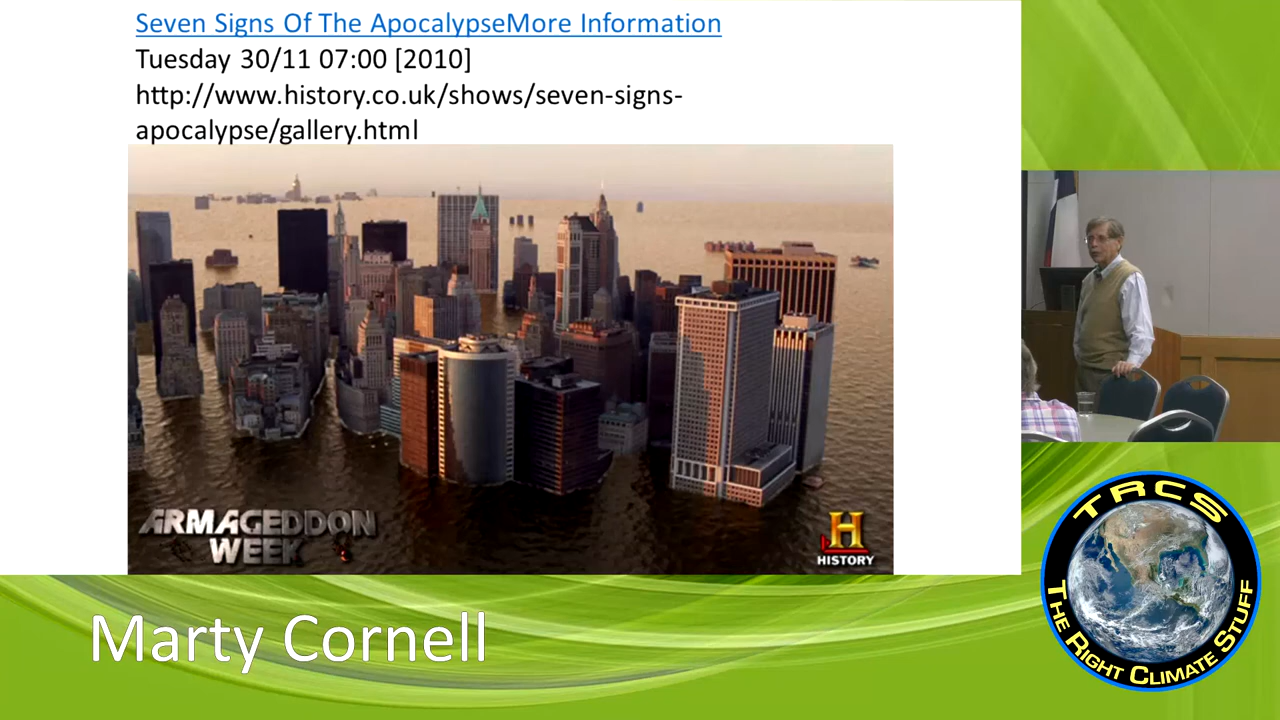 Seven Signs Of The ApocalypseMore Information
Tuesday 30/11 07:00 [2010]
http://www.history.co.uk/shows/seven-signs-
apocalypse/gallery.html
ARMAGEDDON
WEEK
H
HISTORY
Marty Cornell
TRCS
THE RIGHT CLIMATE STUFF